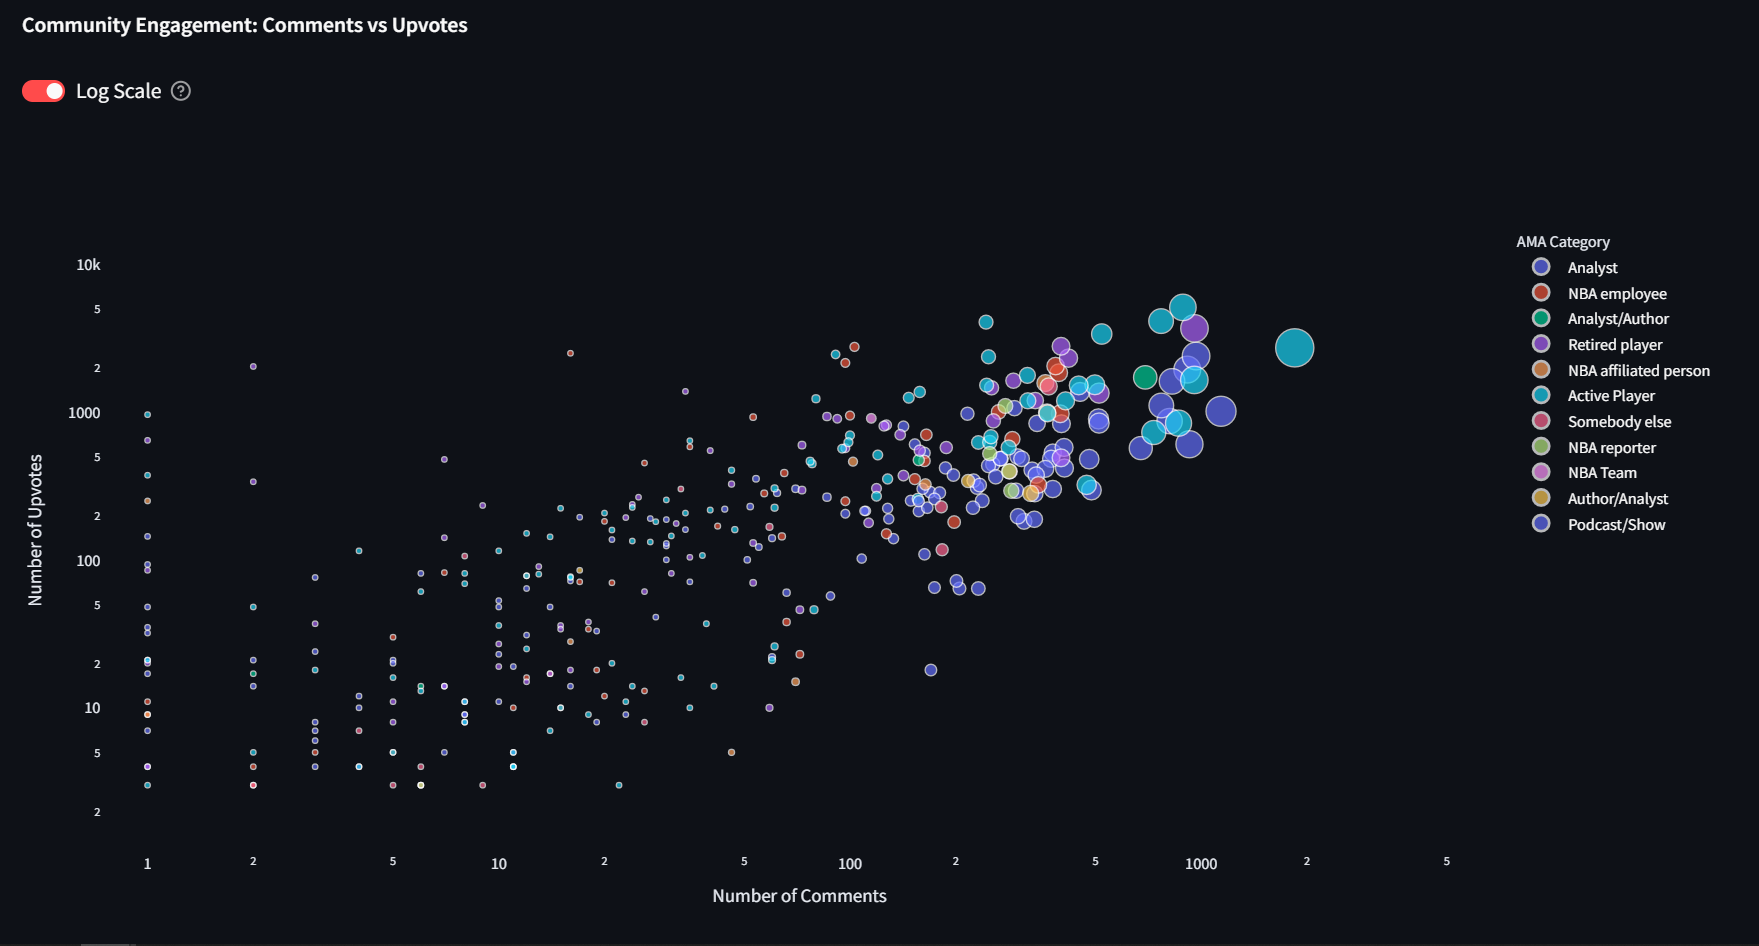 Community Engagement: Comments vs Upvotes
Log Scale
?
AMA Category
Analyst
NBA employee
Analyst/Author
Retired player
NBA affiliated person
Active Player
Somebody else
NBA reporter
NBA Team
Author/Analyst
Podcast/Show
Number of Upvotes
10k
5
2
1000
5
2
100
5
2
10
5
2
1 2 5 10 2 5 100 2 5 1000 2 5
Number of Comments